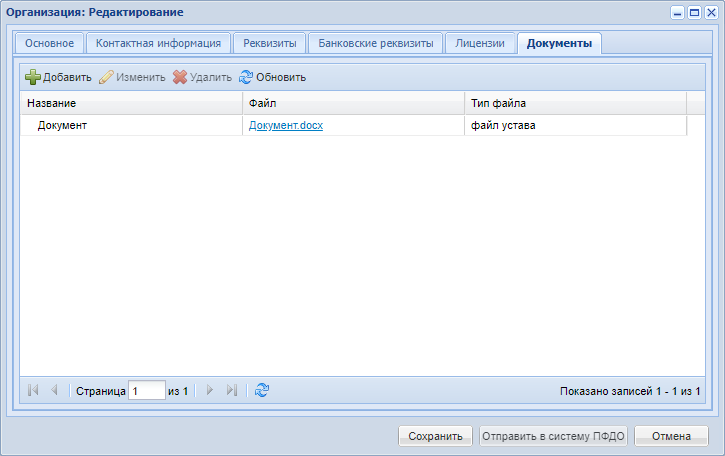 Организация: Редактирование
Основное Контактная информация Реквизиты Банковские реквизиты Лицензии Документы
Добавить Изменить Удалить Обновить
Название Файл Тип файла
Документ Документ.docx файл устава
Страница 1 из 1 Показано записей 1 - 1 из 1
Сохранить Отправить в систему ПФДО Отмена